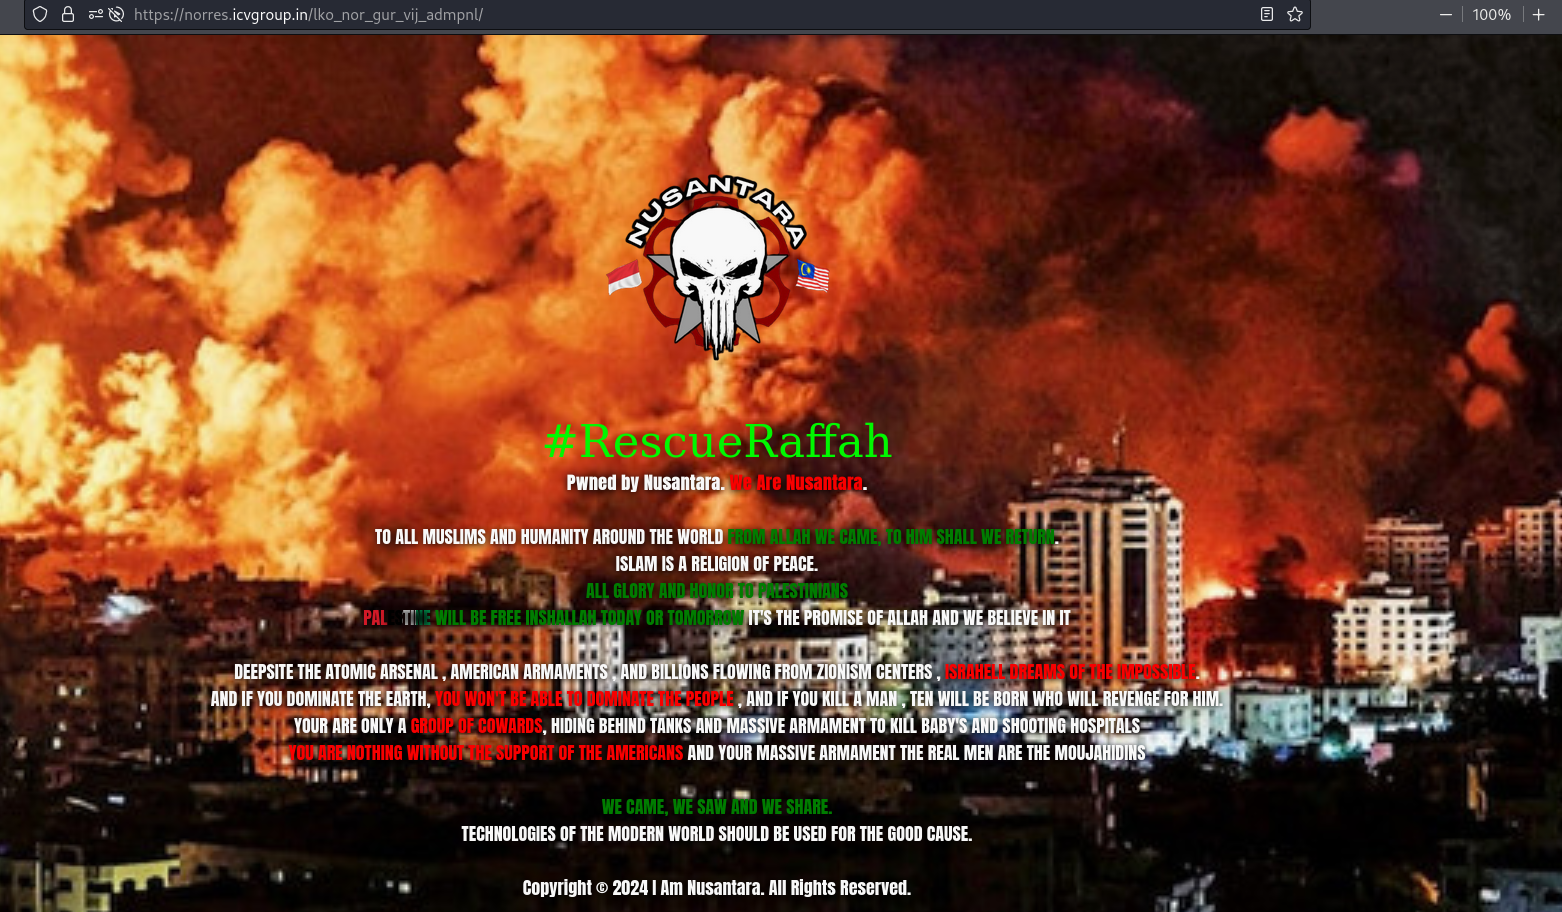 https://norres.icvgroup.in/lko_nor_gur_vij_admpnl/
100%
NUSANTARA
#RescueRaffah
Pwned by Nusantara. We Are Nusantara.
TO ALL MUSLIMS AND HUMANITY AROUND THE WORLD FROM ALLAH WE CAME, TO HIM SHALL WE RETURN.
ISLAM IS A RELIGION OF PEACE.
ALL GLORY AND HONOR TO PALESTINIANS
PALESTINE WILL BE FREE INSHALLAH TODAY OR TOMORROW IT'S THE PROMISE OF ALLAH AND WE BELIEVE IN IT
DEEPSITE THE ATOMIC ARSENAL , AMERICAN ARMAMENTS , AND BILLIONS FLOWING FROM ZIONISM CENTERS , ISRAHELL DREAMS OF THE IMPOSSIBLE.
AND IF YOU DOMINATE THE EARTH, YOU WON'T BE ABLE TO DOMINATE THE PEOPLE , AND IF YOU KILL A MAN , TEN WILL BE BORN WHO WILL REVENGE FOR HIM.
YOUR ARE ONLY A GROUP OF COWARDS, HIDING BEHIND TANKS AND MASSIVE ARMAMENT TO KILL BABY'S AND SHOOTING HOSPITALS
YOU ARE NOTHING WITHOUT THE SUPPORT OF THE AMERICANS AND YOUR MASSIVE ARMAMENT THE REAL MEN ARE THE MOUJAHIDINS
WE CAME, WE SAW AND WE SHARE.
TECHNOLOGIES OF THE MODERN WORLD SHOULD BE USED FOR THE GOOD CAUSE.
Copyright © 2024 I Am Nusantara. All Rights Reserved.